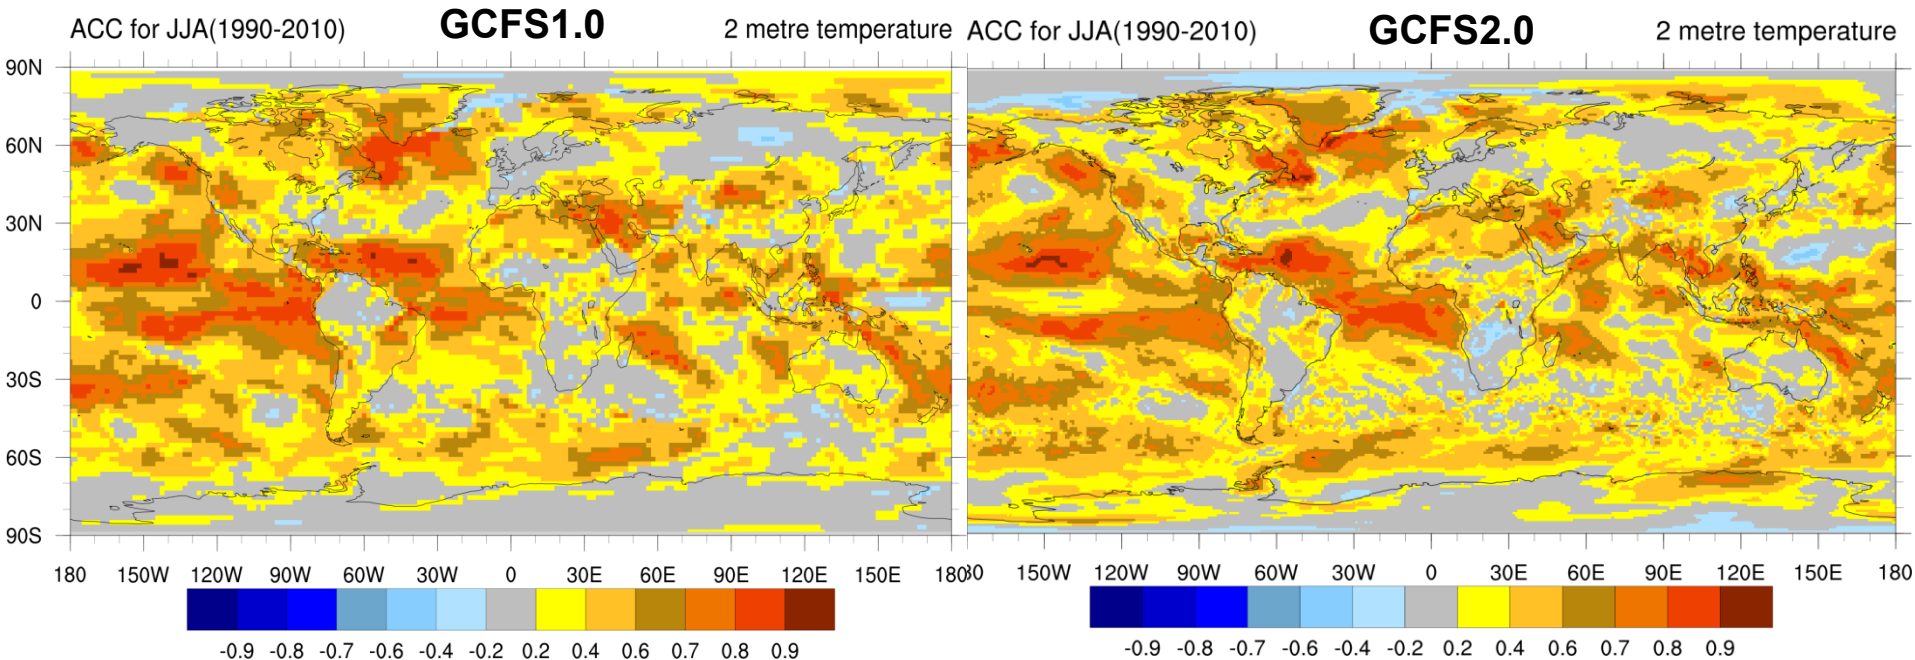 ACC for JJA(1990-2010) GCFS1.0 2 metre temperature
90N
60N
30N
0
30S
60S
90S
180 150W 120W 90W 60W 30W 0 30E 60E 90E 120E 150E 180
-0.9 -0.8 -0.7 -0.6 -0.4 -0.2 0.2 0.4 0.6 0.7 0.8 0.9
ACC for JJA(1990-2010) GCFS2.0 2 metre temperature
30 150W 120W 90W 60W 30W 0 30E 60E 90E 120E 150E 180
-0.9 -0.8 -0.7 -0.6 -0.4 -0.2 0.2 0.4 0.6 0.7 0.8 0.9